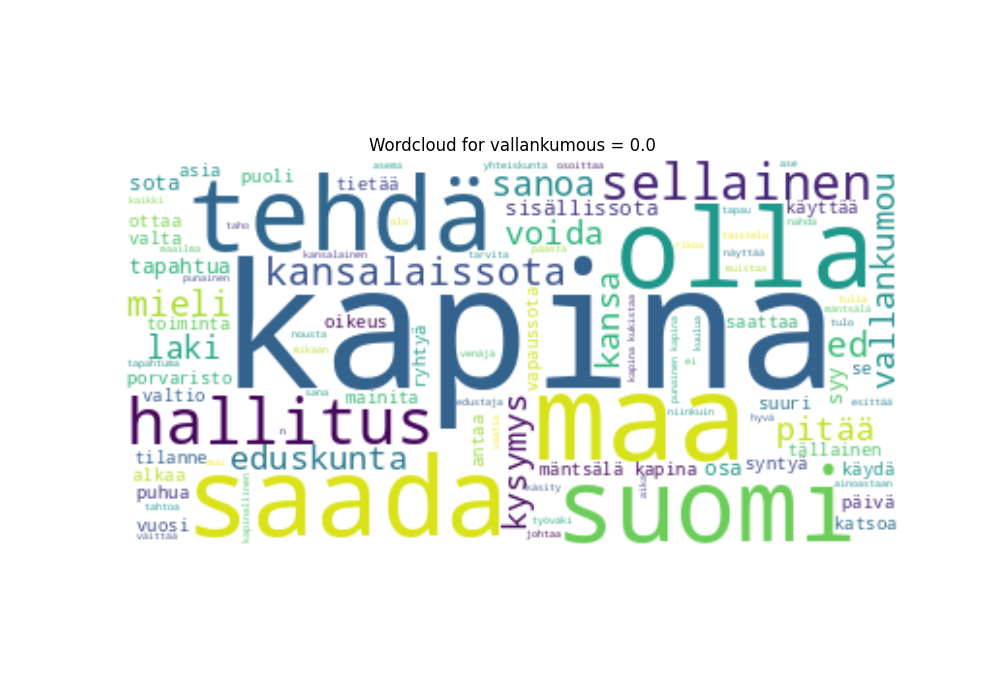 Wordcloud for vallankumous = 0.0
asema
yhteiskunta
osoittaa
ase
asia
puoli
sota
kaikki
tehdä
tietää
sanoa
sellainen
vallankumou
ottaa
taho
olo
sisällissota
tapau
käyttää
nähdä
valta
maailma
voida
olla
taistelu
rikoa
näyttää
muistaa
kansalainen
tarvita
päästä
tapahtua
punainen
kansalaissota
kapina
kansa
mieli
toiminta
oikeus
nousta
mikään
ryhtyä
venäjä
vapaussota
kapina kukistaa
punainen kapina
kuulua
ei
saattaa
tulla
mäntsälä
tulo
laki
tapahtuma
porvaristo
valtio
sana
mainita
edustaja
niinkuin
suuri
hyvä
ed
se
syy
esittää
hallitus
n
antaa
vaatia
kysymys
maa
pitää
tällainen
tilanne
muu
eduskunta
alkaa
mäntsälä kapina
osa
syntyä
käydä
ainoastaan
puhua
tahtoa
kapinallinen
saada
käsity
aika
suomi
päivä
vuosi
väittää
työväki
johtaa
katsoa